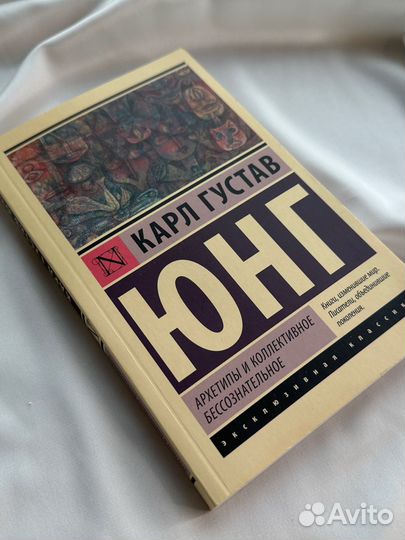 N
КАРЛ ГУСТАВ
ЮНГ
АРХЕТИПЫ И КОЛЛЕКТИВНОЕ
БЕССОЗНАТЕЛЬНОЕ
Книги, изменившие мир.
Писатели, объединившие
поколения.
ЭКСКЛЮЗИВНАЯ КЛАССИКА
Avito